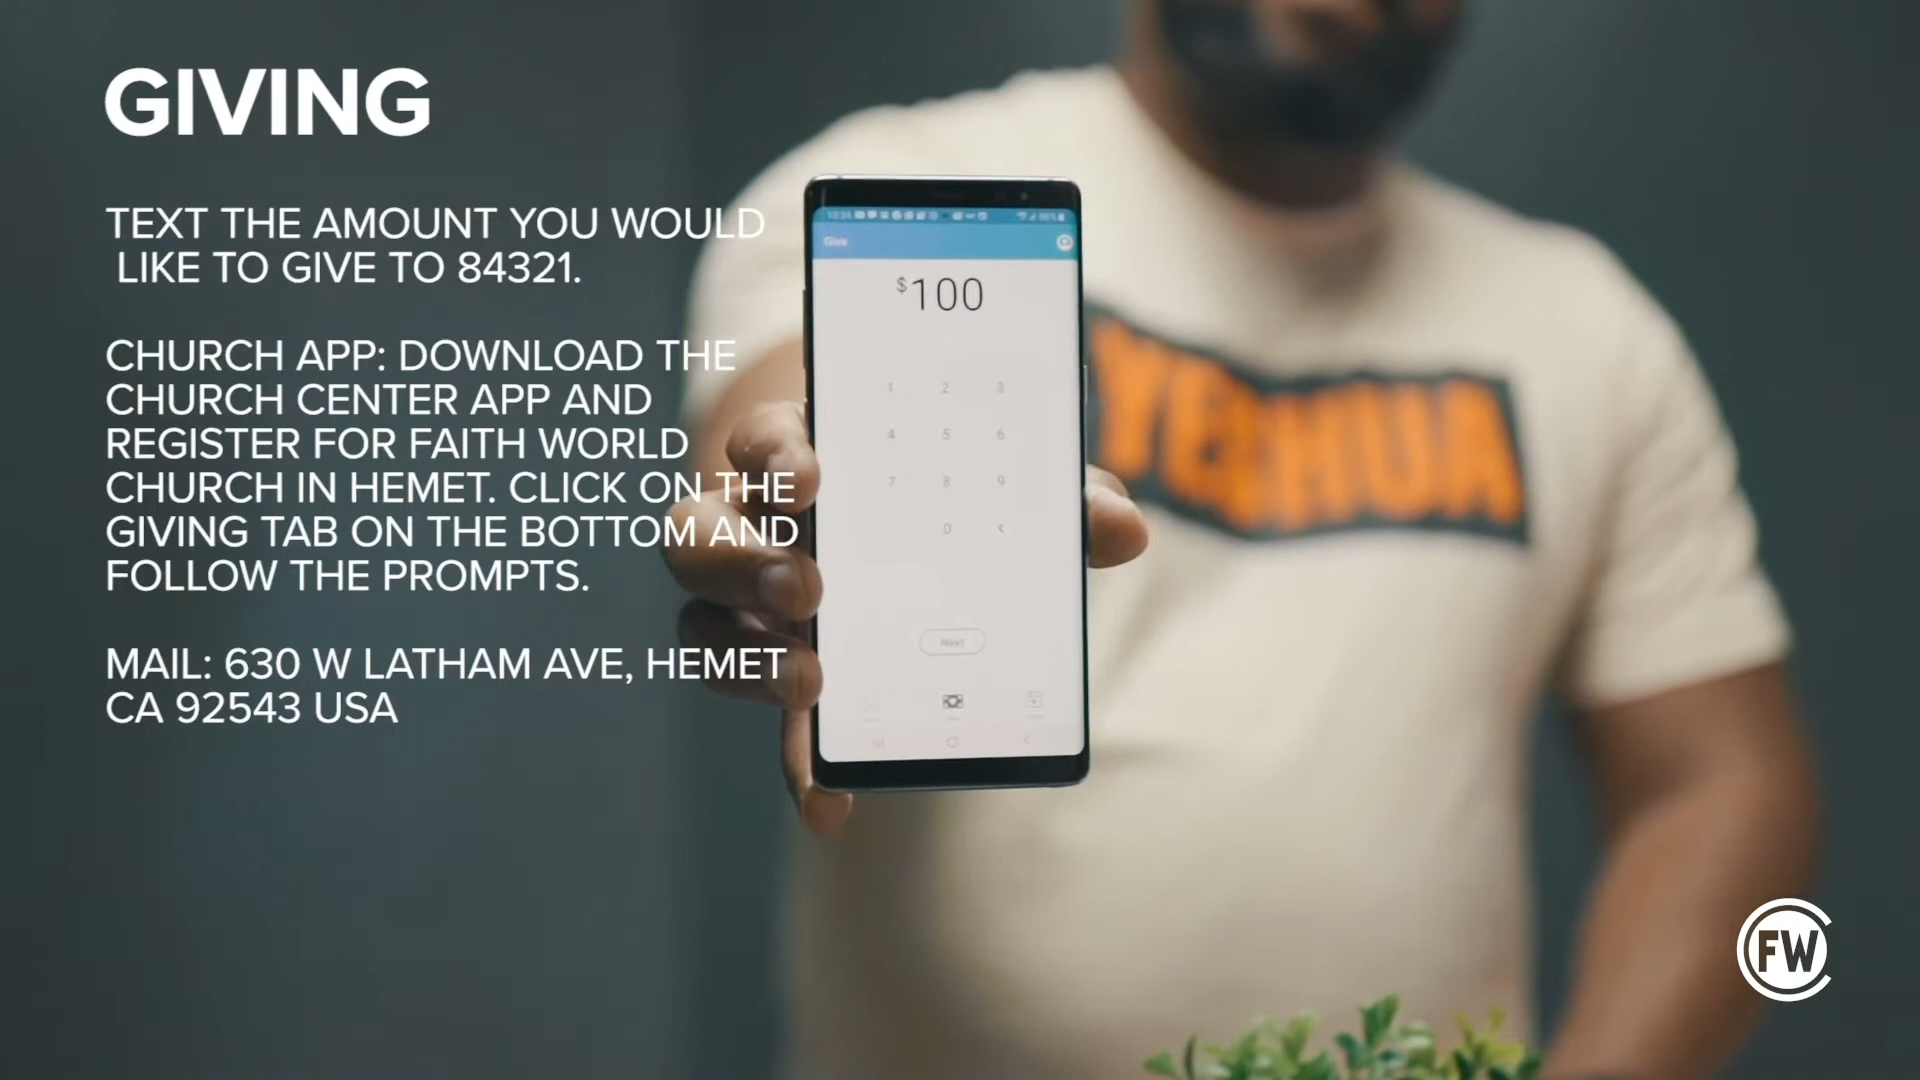 GIVING
TEXT THE AMOUNT YOU WOULD
LIKE TO GIVE TO 84321.
CHURCH APP: DOWNLOAD THE
CHURCH CENTER APP AND
REGISTER FOR FAITH WORLD
CHURCH IN HEMET. CLICK ON THE
GIVING TAB ON THE BOTTOM AND
FOLLOW THE PROMPTS.
MAIL: 630 W LATHAM AVE, HEMET
CA 92543 USA
Give
$100
1 2 3
4 5 6
7 8 9
0 <
Next
FW